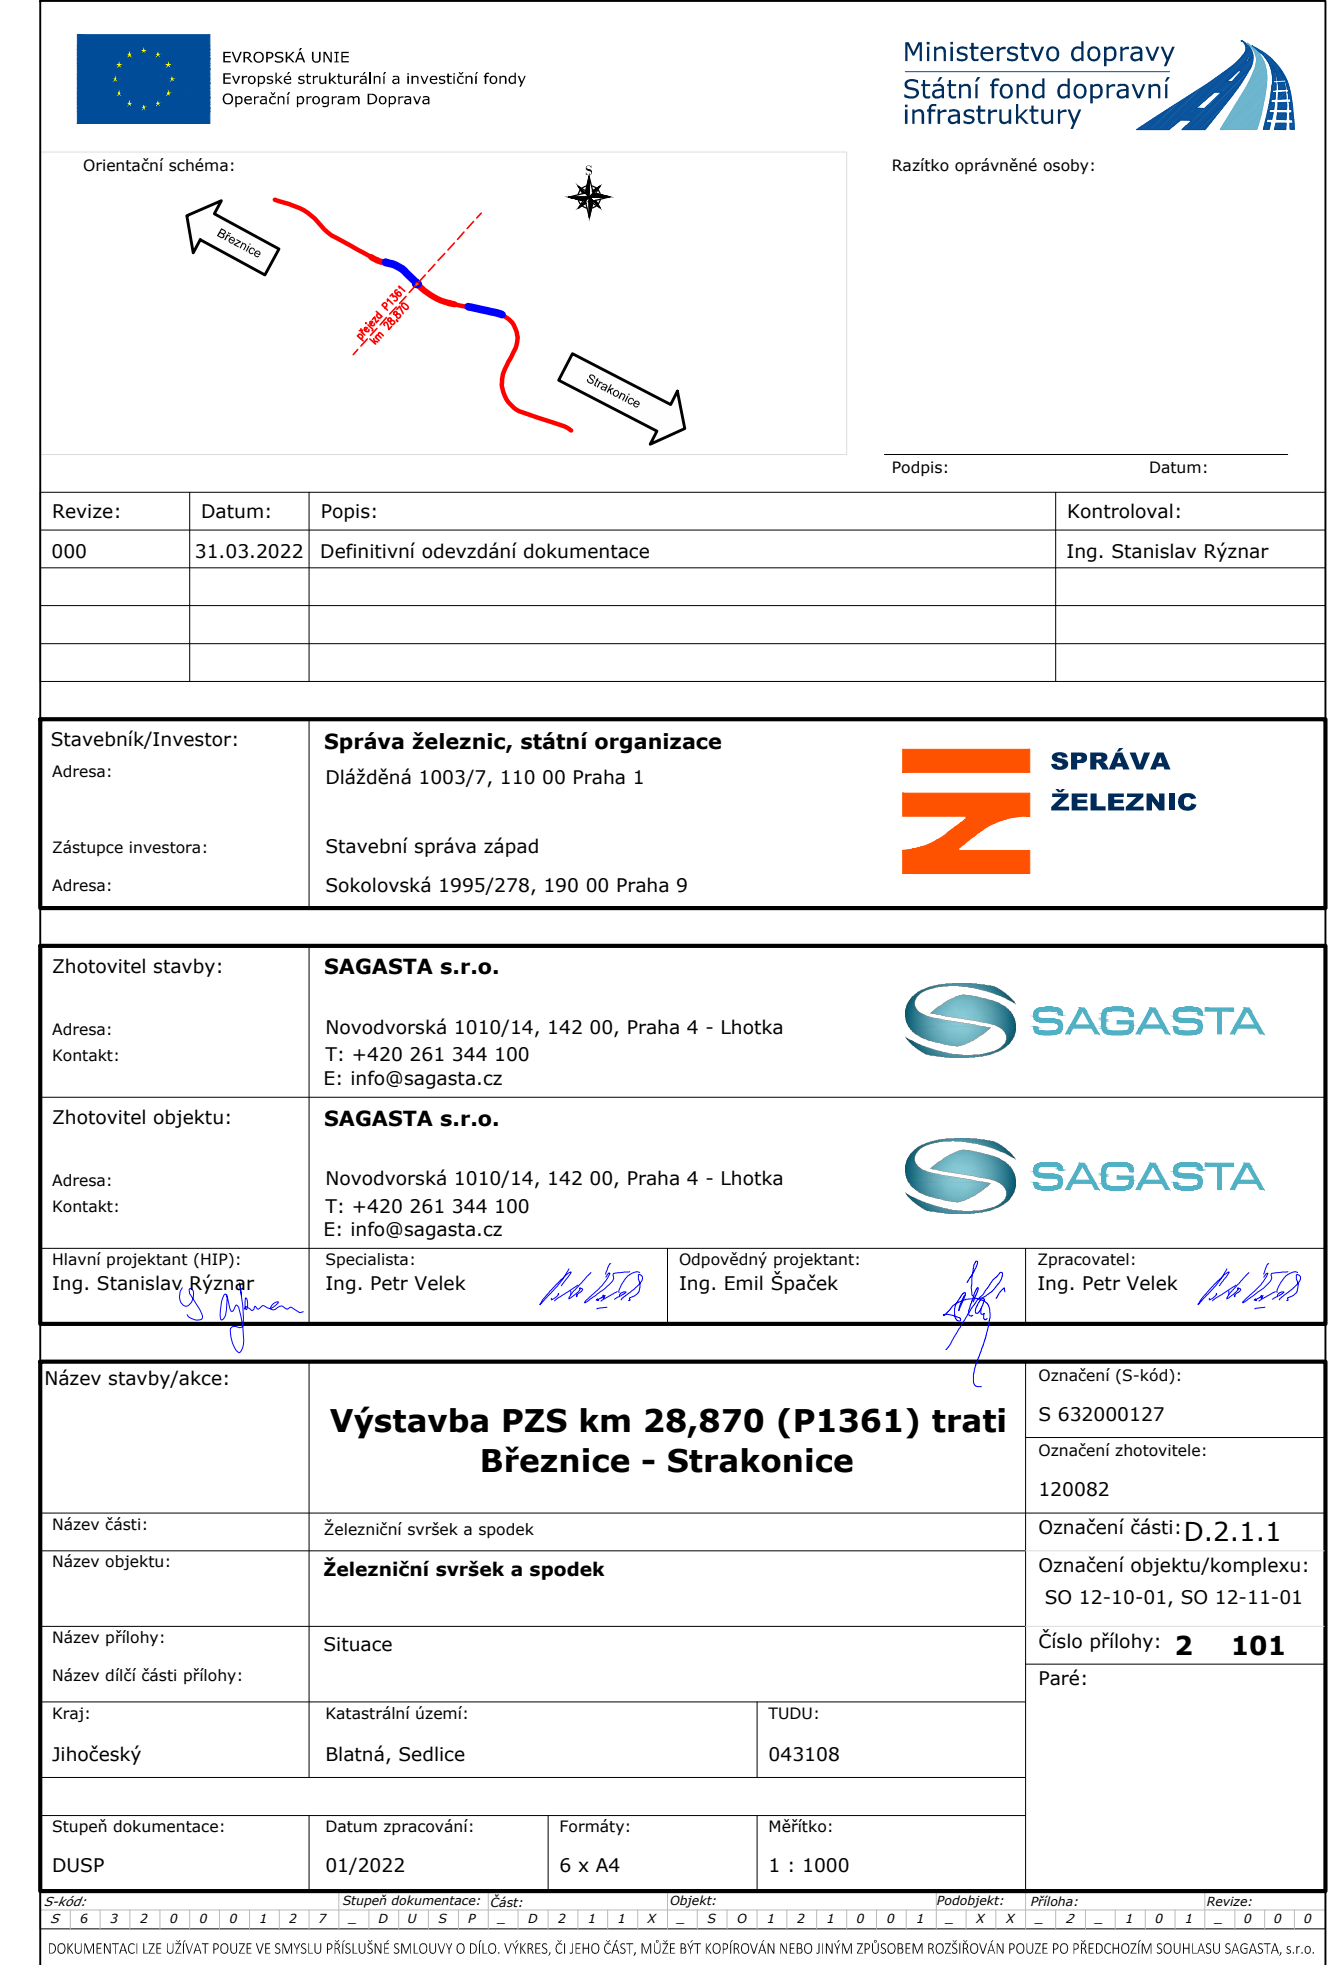 EVROPSKÁ UNIE
Evropské strukturální a investiční fondy
Operační program Doprava
Ministerstvo dopravy
Státní fond dopravní
infrastruktury
Orientační schéma:
S
Březnice
přejezd P1361
km 28,870
Strakonice
Razítko oprávněné osoby:
Podpis: Datum:
Revize: Datum: Popis: Kontroloval:
000 31.03.2022 Definitivní odevzdání dokumentace Ing. Stanislav Rýznar
Stavebník/Investor: Správa železnic, státní organizace
Adresa: Dlážděná 1003/7, 110 00 Praha 1
SPRÁVA
ŽELEZNIC
Zástupce investora: Stavební správa západ
Adresa: Sokolovská 1995/278, 190 00 Praha 9
Zhotovitel stavby: SAGASTA s.r.o.
Adresa: Novodvorská 1010/14, 142 00, Praha 4 - Lhotka
Kontakt: T: +420 261 344 100
E: info@sagasta.cz
SAGASTA
Zhotovitel objektu: SAGASTA s.r.o.
Adresa: Novodvorská 1010/14, 142 00, Praha 4 - Lhotka
Kontakt: T: +420 261 344 100
E: info@sagasta.cz
SAGASTA
Hlavní projektant (HIP): Specialista: Odpovědný projektant: Zpracovatel:
Ing. Stanislav Rýznar Ing. Petr Velek Ing. Emil Špaček Ing. Petr Velek
Název stavby/akce:
Výstavba PZS km 28,870 (P1361) trati
Březnice - Strakonice
Označení (S-kód):
S 632000127
Označení zhotovitele:
120082
Název části: Železniční svršek a spodek Označení části: D.2.1.1
Název objektu: Železniční svršek a spodek Označení objektu/komplexu:
SO 12-10-01, SO 12-11-01
Název přílohy: Situace Číslo přílohy: 2 101
Název dílčí části přílohy: Paré:
Kraj: Katastrální území: TUDU:
Jihočeský Blatná, Sedlice 043108
Stupeň dokumentace: Datum zpracování: Formáty: Měřítko:
DUSP 01/2022 6 x A4 1 : 1000
S-kód: Stupeň dokumentace: Část: Objekt: Podobjekt: Příloha: Revize:
S 6 3 2 0 0 0 1 2 7 _ D U S P _ D 2 1 1 X _ S O 1 2 1 0 0 1 _ X X _ 2 _ 1 0 1 _ 0 0 0
DOKUMENTACI LZE UŽÍVAT POUZE VE SMYSLU PŘÍSLUŠNÉ SMLOUVY O DÍLO. VÝKRES, ČI JEHO ČÁST, MŮŽE BÝT KOPÍROVÁN NEBO JINÝM ZPŮSOBEM ROZŠIŘOVÁN POUZE PO PŘEDCHOZÍM SOUHLASU SAGASTA, s.r.o.